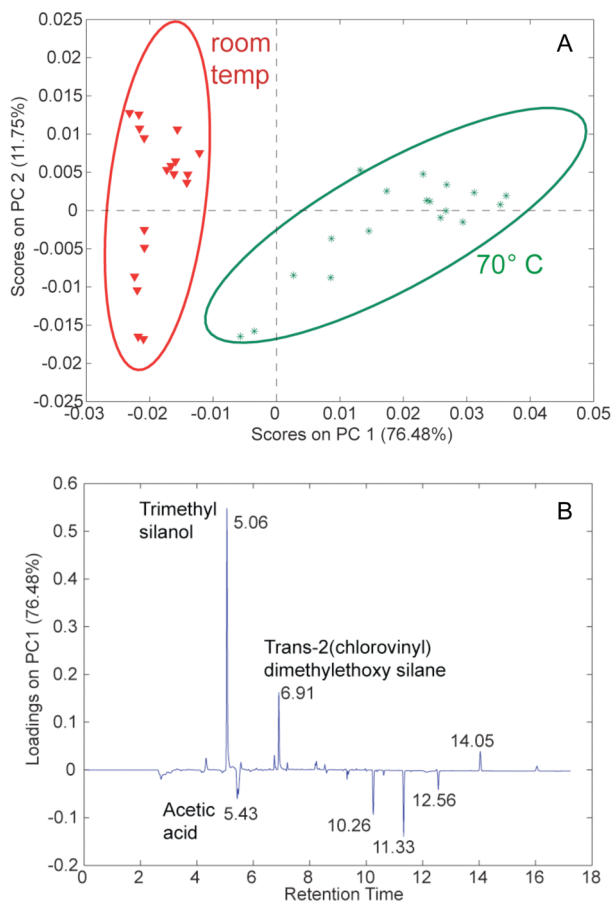 A
room
temp
70° C
Scores on PC 2 (11.75%)
0.025
0.02
0.015
0.01
0.005
0
-0.005
-0.01
-0.015
-0.02
-0.025
-0.03 -0.02 -0.01 0 0.01 0.02 0.03 0.04 0.05
Scores on PC 1 (76.48%)
B
Loadings on PC1 (76.48%)
0.6
0.5
0.4
0.3
0.2
0.1
0
-0.1
-0.2
Trimethyl
silanol
5.06
Trans-2(chlorovinyl)
dimethylethoxy silane
6.91
14.05
Acetic
acid
5.43
10.26
11.33
12.56
0 2 4 6 8 10 12 14 16 18
Retention Time